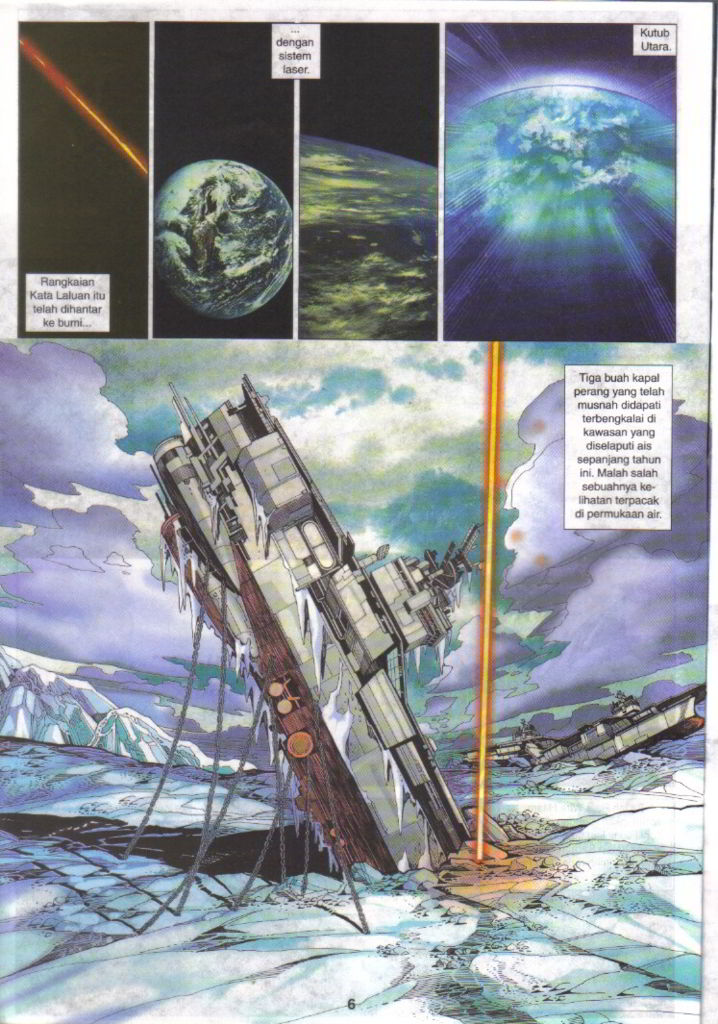 Rangkaian
Kata Laluan itu
telah dihantar
ke bumi...
...
dengan
sistem
laser.
Kutub
Utara.
Tiga buah kapal
perang yang telah
musnah didapati
terbengkalai di
kawasan yang
diselaputi ais
sepanjang tahun
ini. Malah salah
sebuahnya ke-
lihatan terpacak
di permukaan air.
6